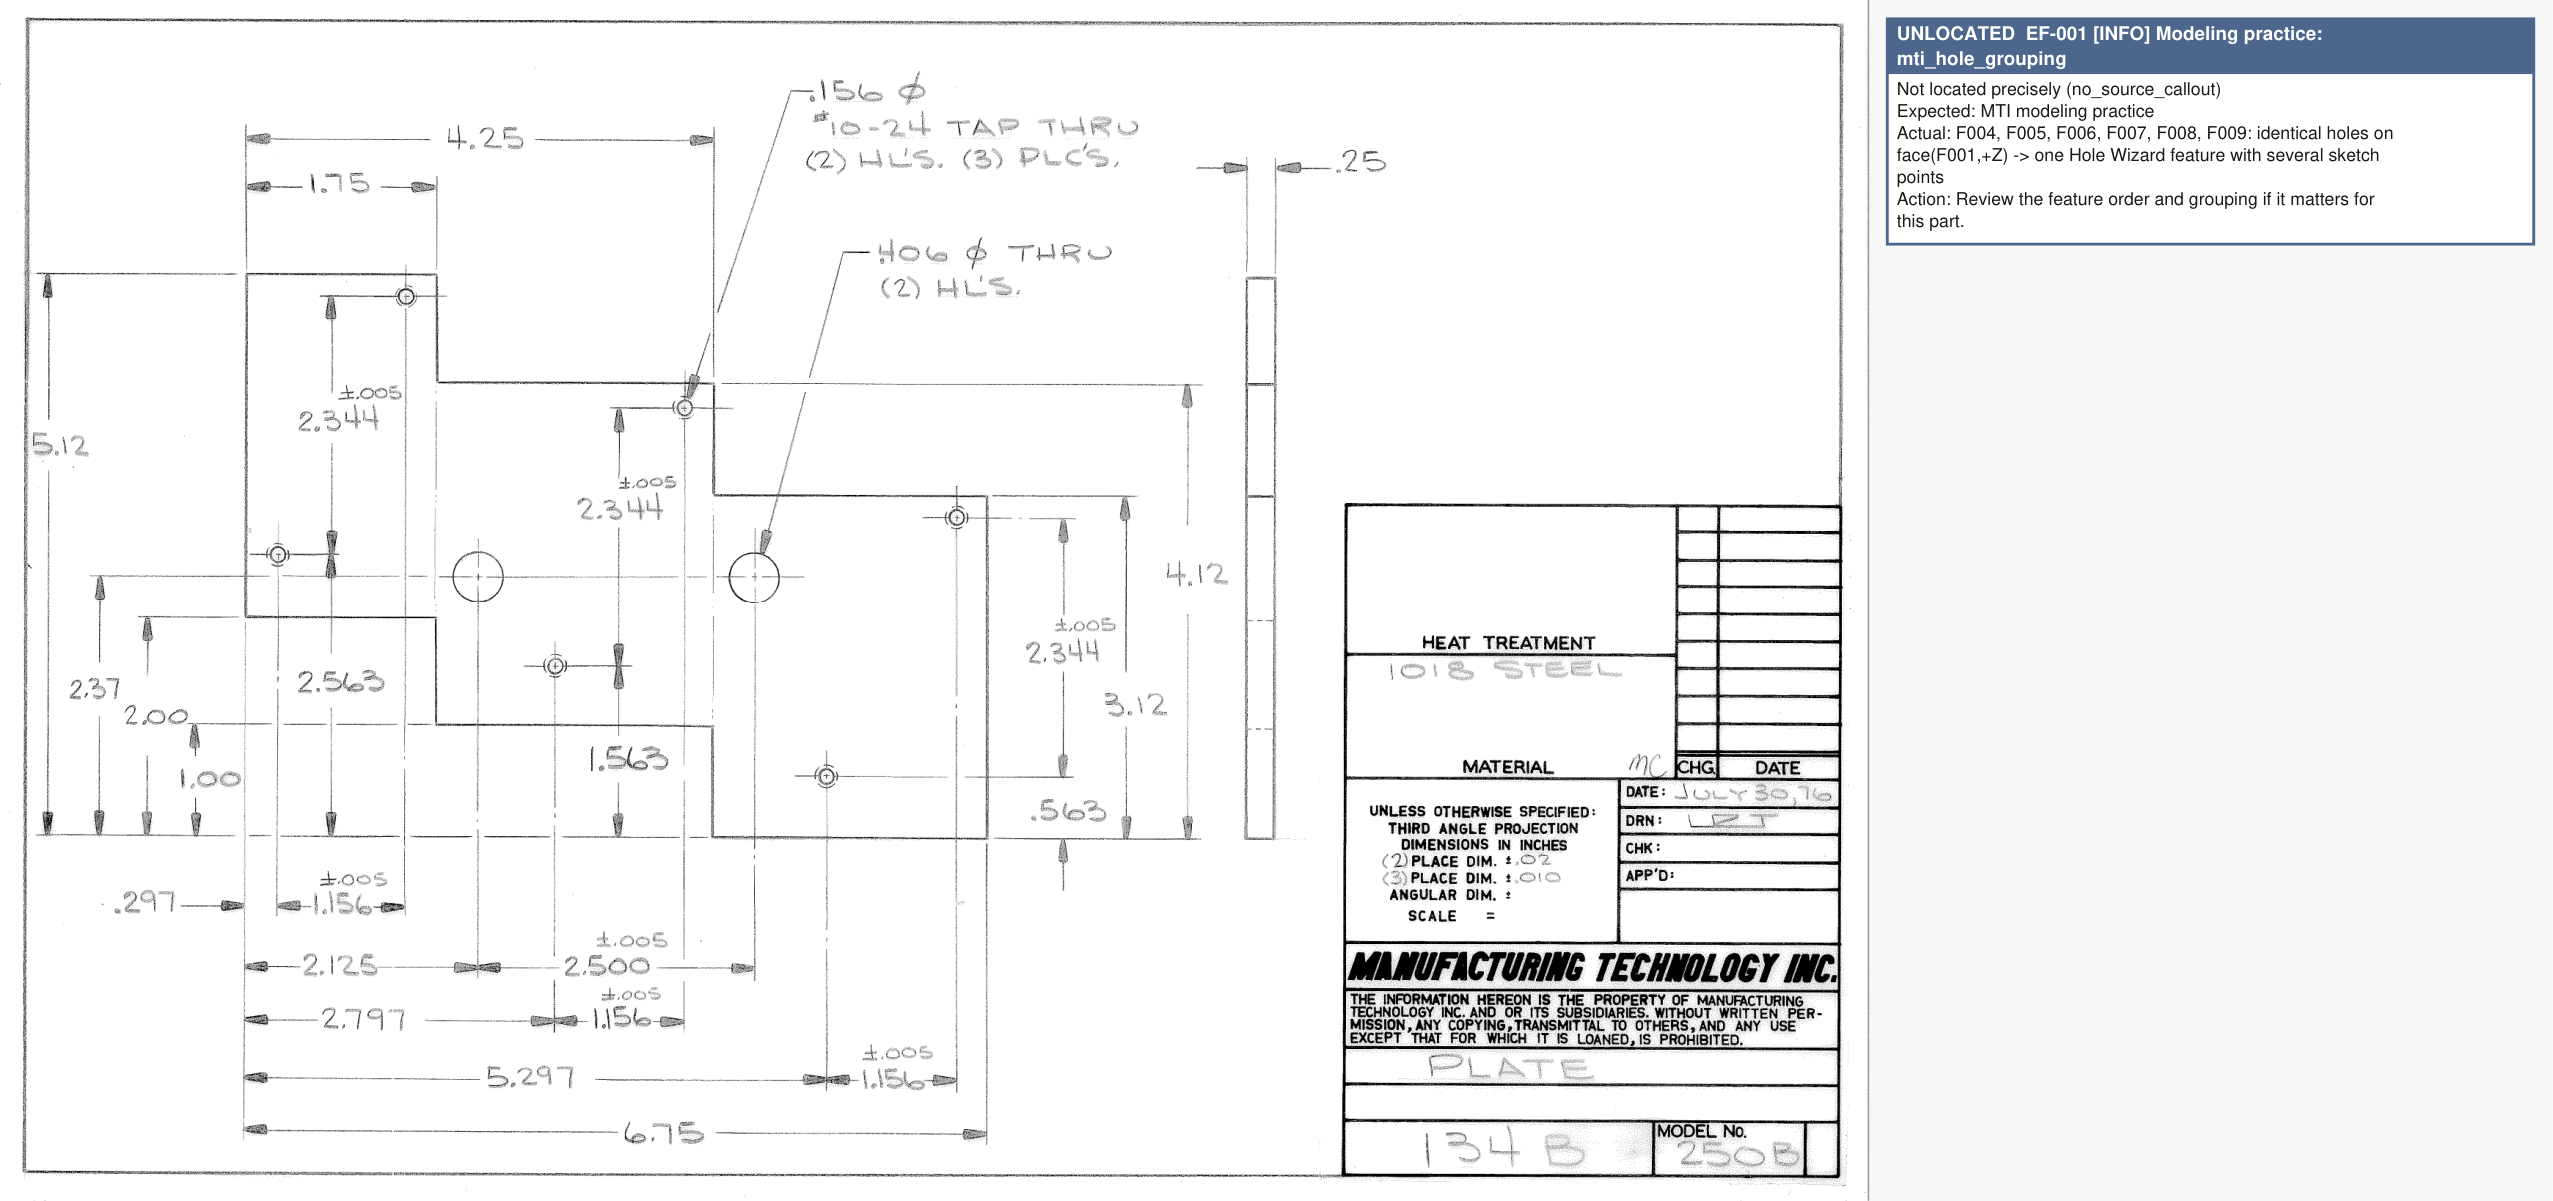 .156 ϕ
#10-24 TAP THRU
(2) HL'S. (3) PLC'S.
4.25
1.75
.25
.406 ϕ THRU
(2) HL'S.
±.005
2.344
5.12
±.005
2.344
4.12
±.005
2.344
2.37
2.563
2.00
3.12
1.563
1.00
.563
±.005
.297
1.156
±.005
2.125
2.500
±.005
2.797
1.156
±.005
5.297
1.156
6.75
HEAT TREATMENT
1018 STEEL
MATERIAL
MC
CHG.
DATE
UNLESS OTHERWISE SPECIFIED:
THIRD ANGLE PROJECTION
DIMENSIONS IN INCHES
(2) PLACE DIM. ±.02
(3) PLACE DIM. ±.010
ANGULAR DIM. ±
SCALE =
DATE: JULY 30,76
DRN:
CHK:
APP'D:
MANUFACTURING TECHNOLOGY INC.
THE INFORMATION HEREON IS THE PROPERTY OF MANUFACTURING
TECHNOLOGY INC. AND OR ITS SUBSIDIARIES. WITHOUT WRITTEN PER-
MISSION, ANY COPYING, TRANSMITTAL TO OTHERS, AND ANY USE
EXCEPT THAT FOR WHICH IT IS LOANED, IS PROHIBITED.
PLATE
134 B
MODEL No.
250B
UNLOCATED EF-001 [INFO] Modeling practice:
mti_hole_grouping
Not located precisely (no_source_callout)
Expected: MTI modeling practice
Actual: F004, F005, F006, F007, F008, F009: identical holes on
face(F001,+Z) -> one Hole Wizard feature with several sketch
points
Action: Review the feature order and grouping if it matters for
this part.